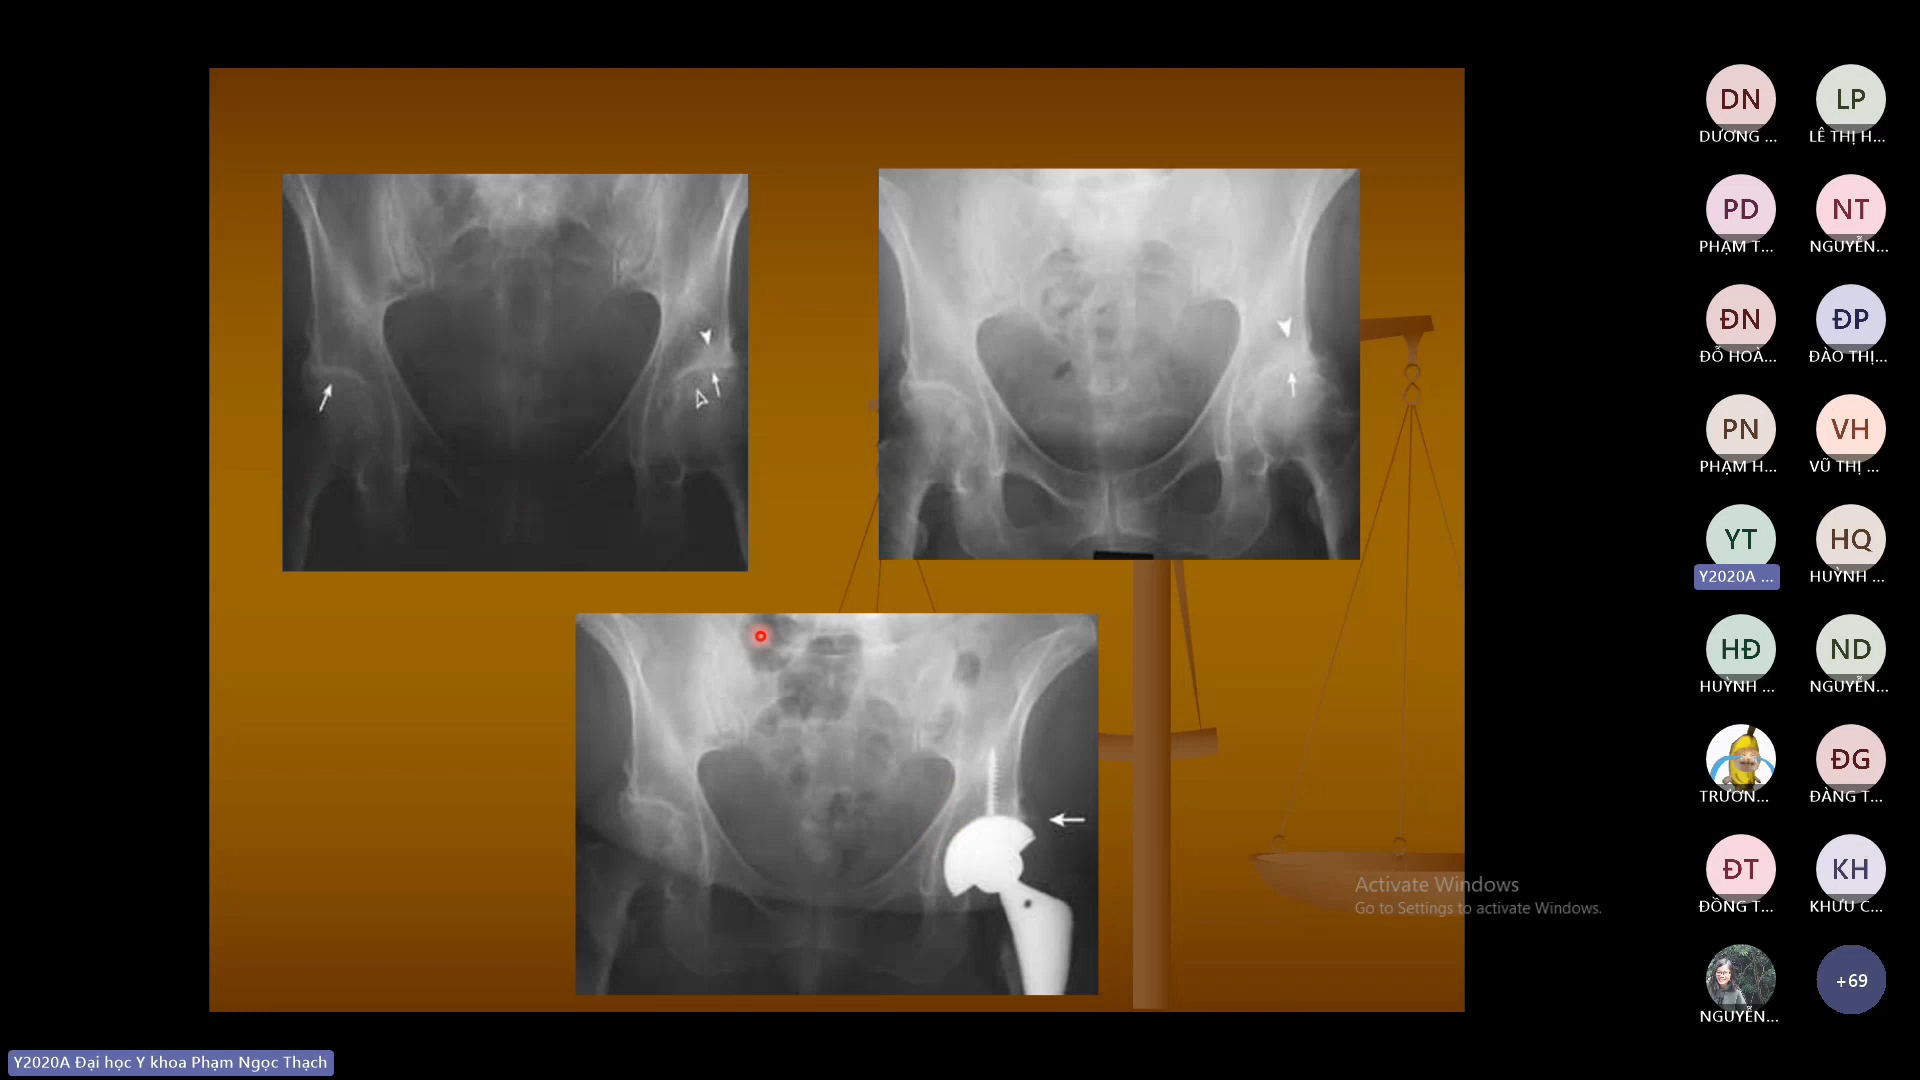 DN
LP
DƯƠNG ...
LÊ THỊ H...
PD
NT
PHẠM T...
NGUYỄN...
ĐN
ĐP
ĐỖ HOÀ...
ĐÀO THỊ...
PN
VH
PHẠM H...
VŨ THỊ ...
YT
HQ
Y2020A ...
HUỲNH ...
HĐ
ND
HUỲNH ...
NGUYỄN...
ĐG
TRƯƠN...
ĐÀNG T...
ĐT
KH
ĐỒNG T...
KHƯU C...
+69
NGUYỄN...
Activate Windows
Go to Settings to activate Windows.
Y2020A Đại học Y khoa Phạm Ngọc Thạch